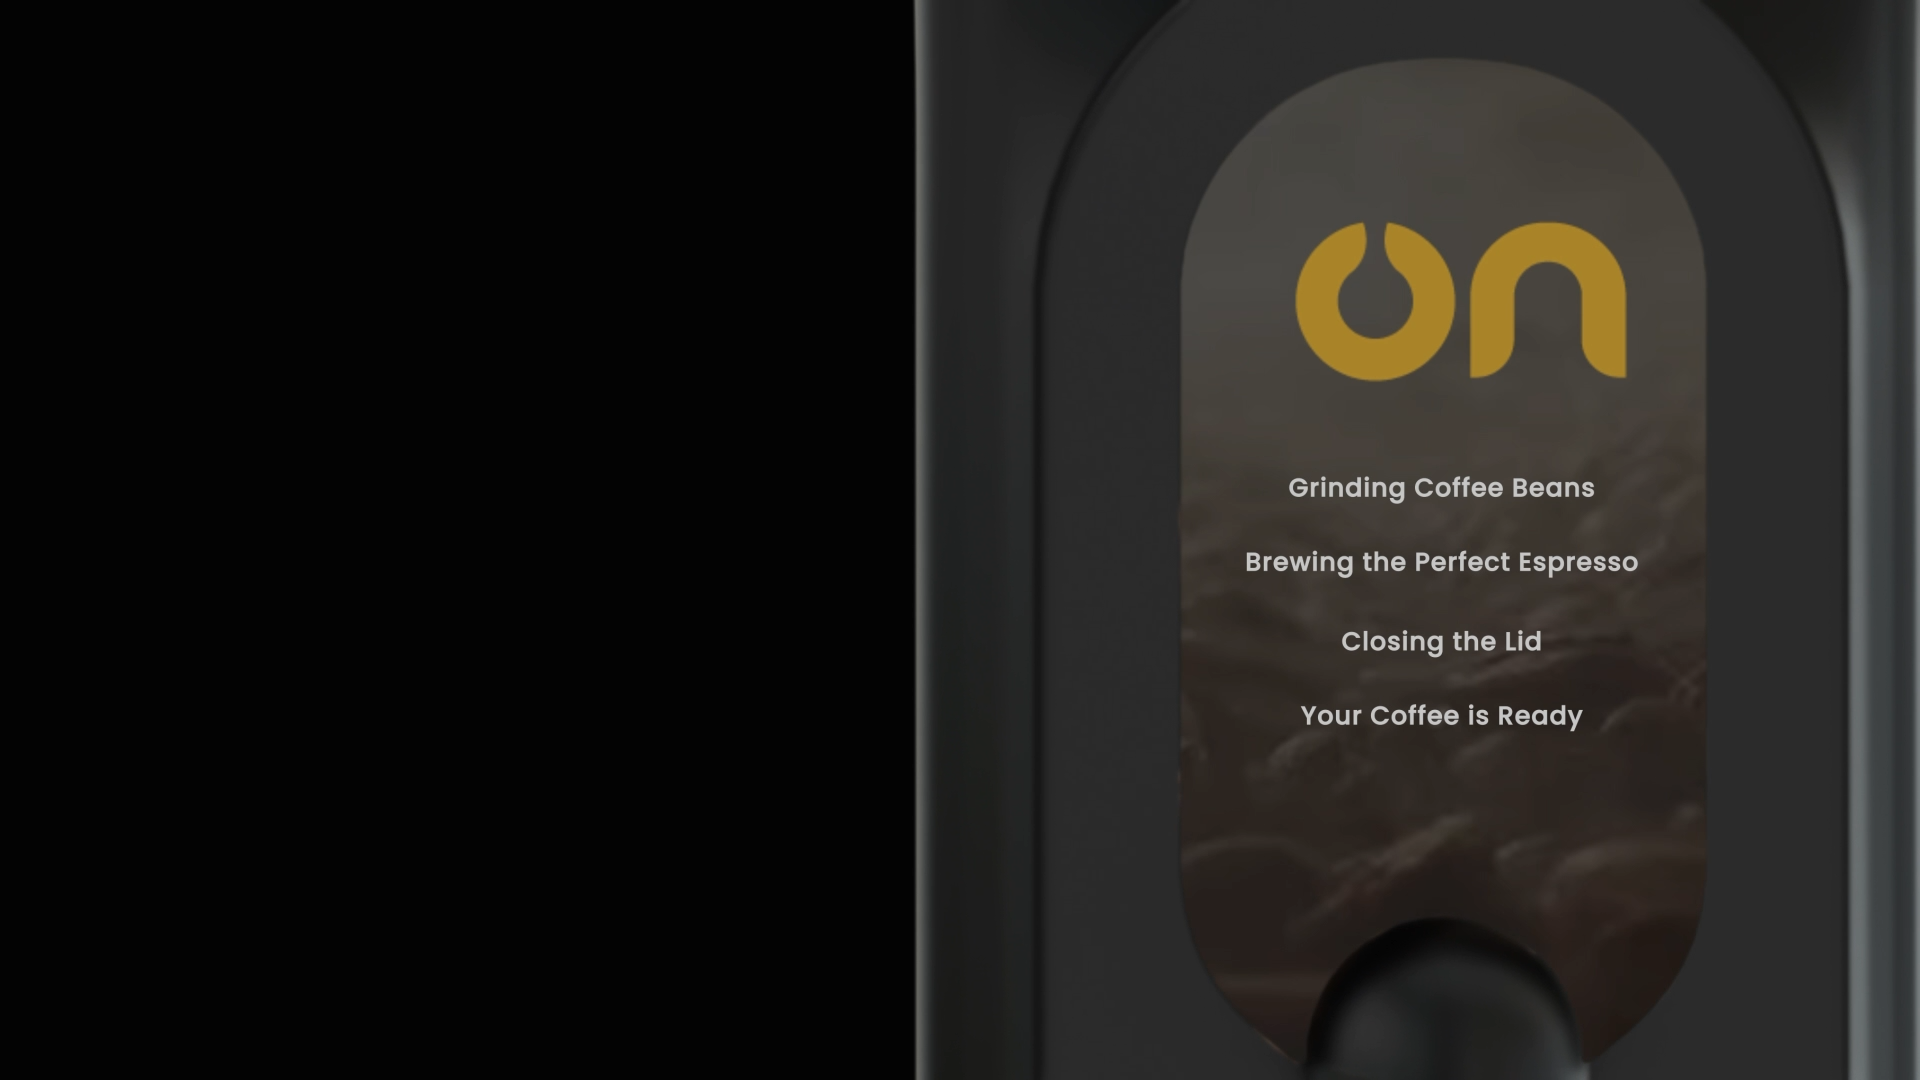 on
Grinding Coffee Beans
Brewing the Perfect Espresso
Closing the Lid
Your Coffee is Ready